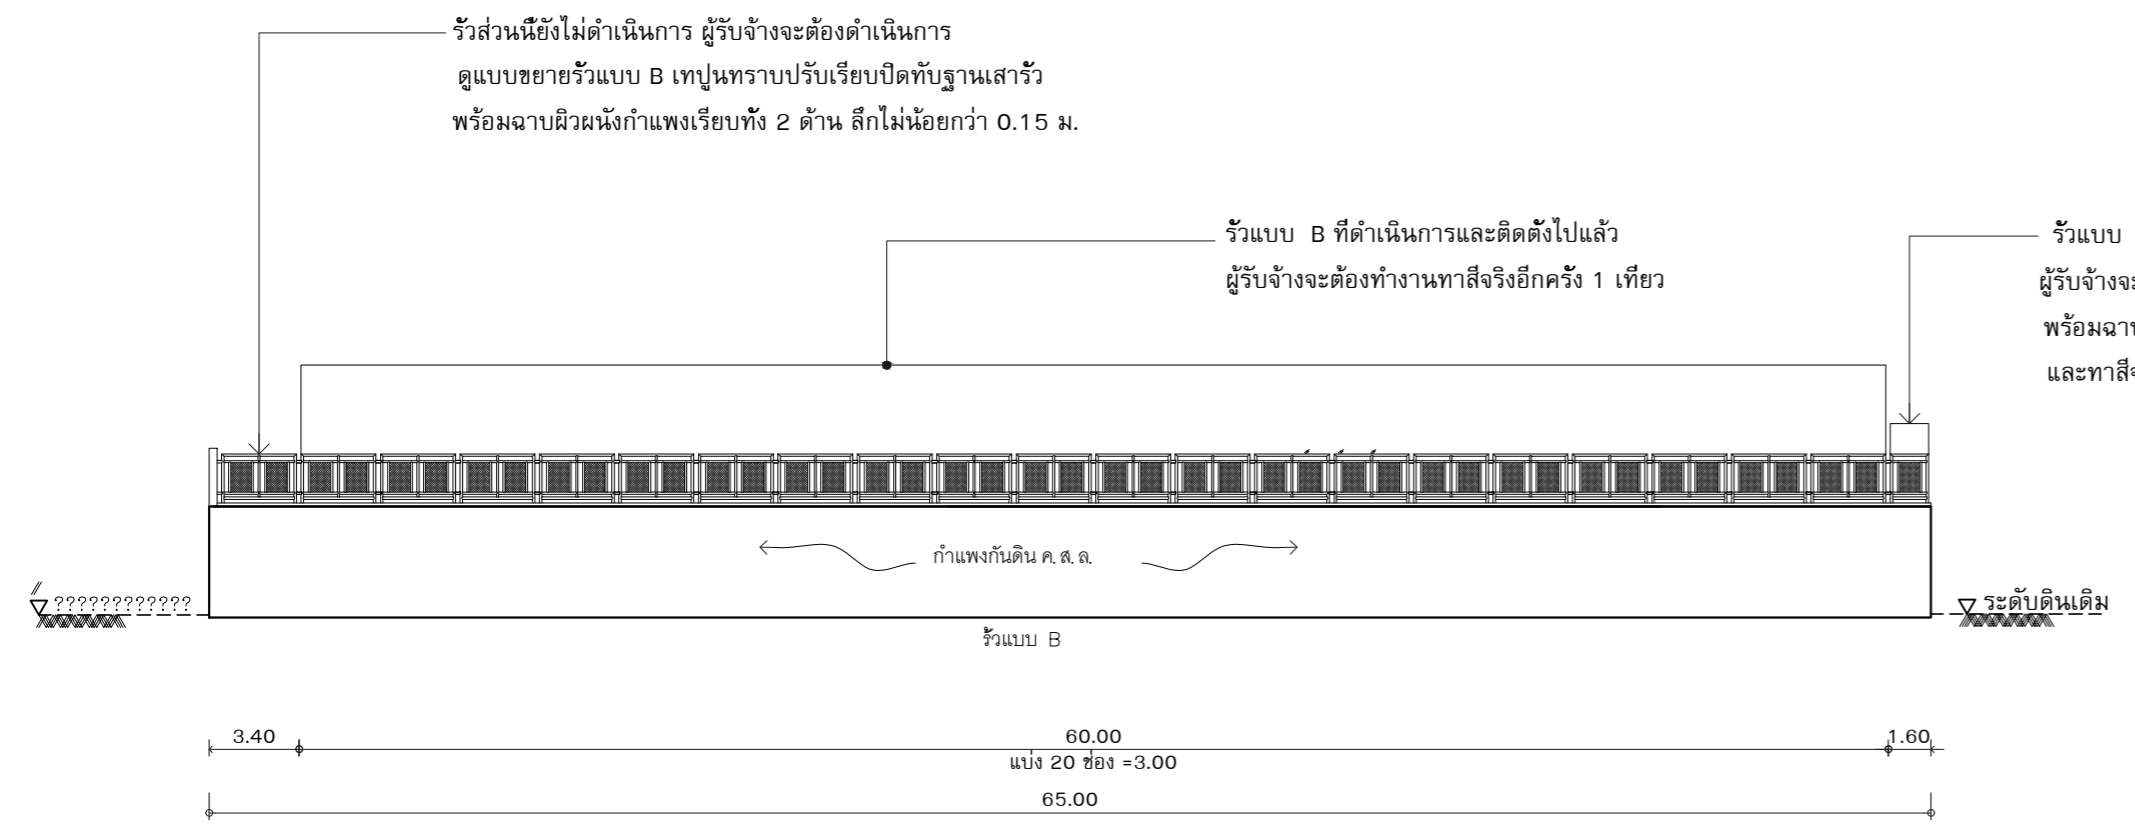 รั้วส่วนนี้ยังไม่ดำเนินการ ผู้รับจ้างจะต้องดำเนินการ
ดูแบบขยายรั้วแบบ B เทปูนทราบปรับเรียบปิดทับฐานเสารั้ว
พร้อมฉาบผิวผนังกำแพงเรียบทั้ง 2 ด้าน ลึกไม่น้อยกว่า 0.15 ม.
รั้วแบบ B ที่ดำเนินการและติดตั้งไปแล้ว
ผู้รับจ้างจะต้องทำงานทาสีจริงอีกครั้ง 1 เที่ยว
รั้วแบบ
ผู้รับจ้างจะ
พร้อมฉาบ
และทาสี
กำแพงกันดิน ค.ส.ล.
????????????
ระดับดินเดิม
รั้วแบบ B
3.40
60.00
1.60
แบ่ง 20 ช่อง =3.00
65.00